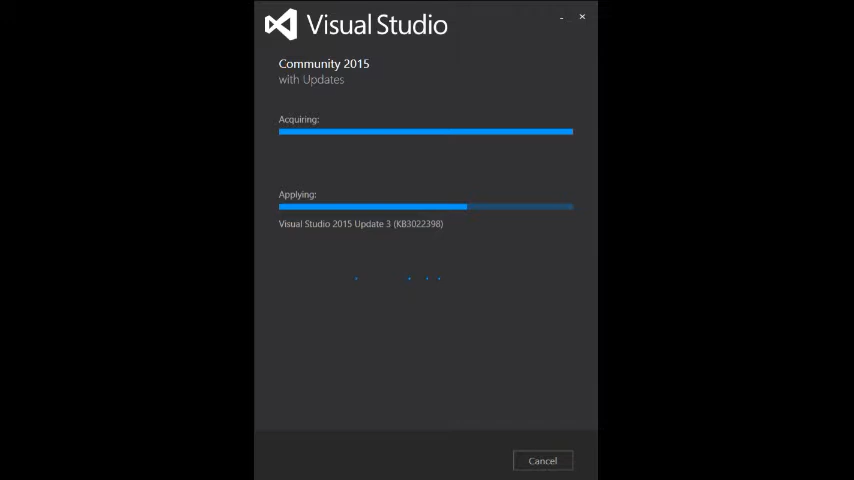 Visual Studio
Community 2015
with Updates
Acquiring:
Applying:
Visual Studio 2015 Update 3 (KB3022398)
Cancel